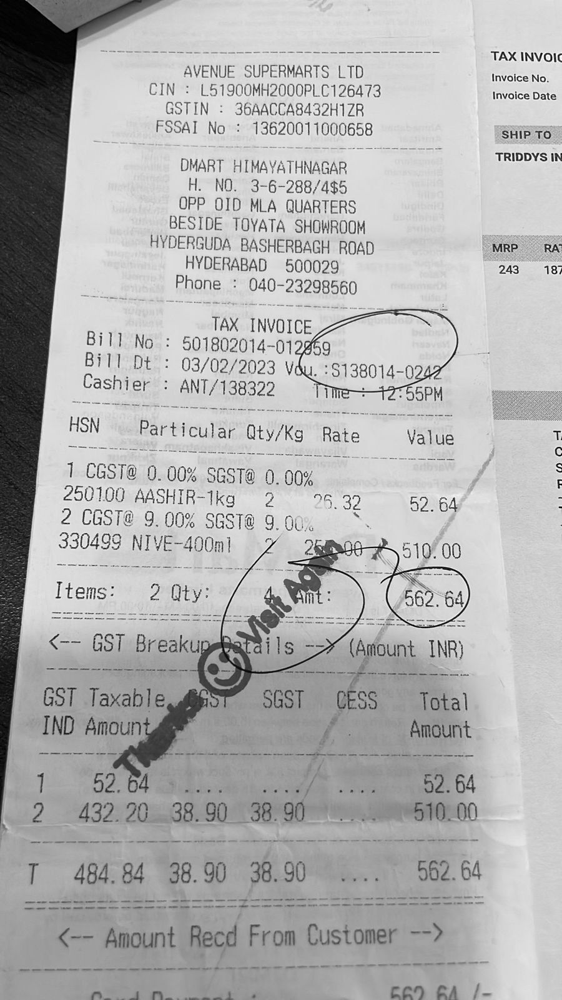 AVENUE SUPERMARTS LTD
CIN : L51900MH2000PLC126473
GSTIN : 36AACCA8432H1ZR
FSSAI No : 13620011000658
DMART HIMAYATHNAGAR
H. NO. 3-6-288/4$5
OPP OID MLA QUARTERS
BESIDE TOYATA SHOWROOM
HYDERGUDA BASHERBAGH ROAD
HYDERABAD 500029
Phone : 040-23298560
TAX INVOICE
Bill No : 501802014-012959
Bill Dt : 03/02/2023 Vou. :S138014-0242
Cashier : ANT/138322 Time : 12:55PM
HSN Particular Qty/Kg Rate Value
1 CGST@ 0.00% SGST@ 0.00%
250100 AASHIR-1kg 2 26.32 52.64
2 CGST@ 9.00% SGST@ 9.00%
330499 NIVE-400ml 2 510.00
Items: 2 Qty: 4 Amt: 562.64
<-- GST Breakup Details --> (Amount INR)
GST Taxable CGST SGST CESS Total
IND Amount Amount
1 52.64 .... .... .... 52.64
2 432.20 38.90 38.90 .... 510.00
T 484.84 38.90 38.90 .... 562.64
<-- Amount Recd From Customer -->
Card Payment : 562.64 /-
Thanks Visit Again
Invoice No.
Invoice Date
SHIP TO
TRIDDYS
MRP
243 187